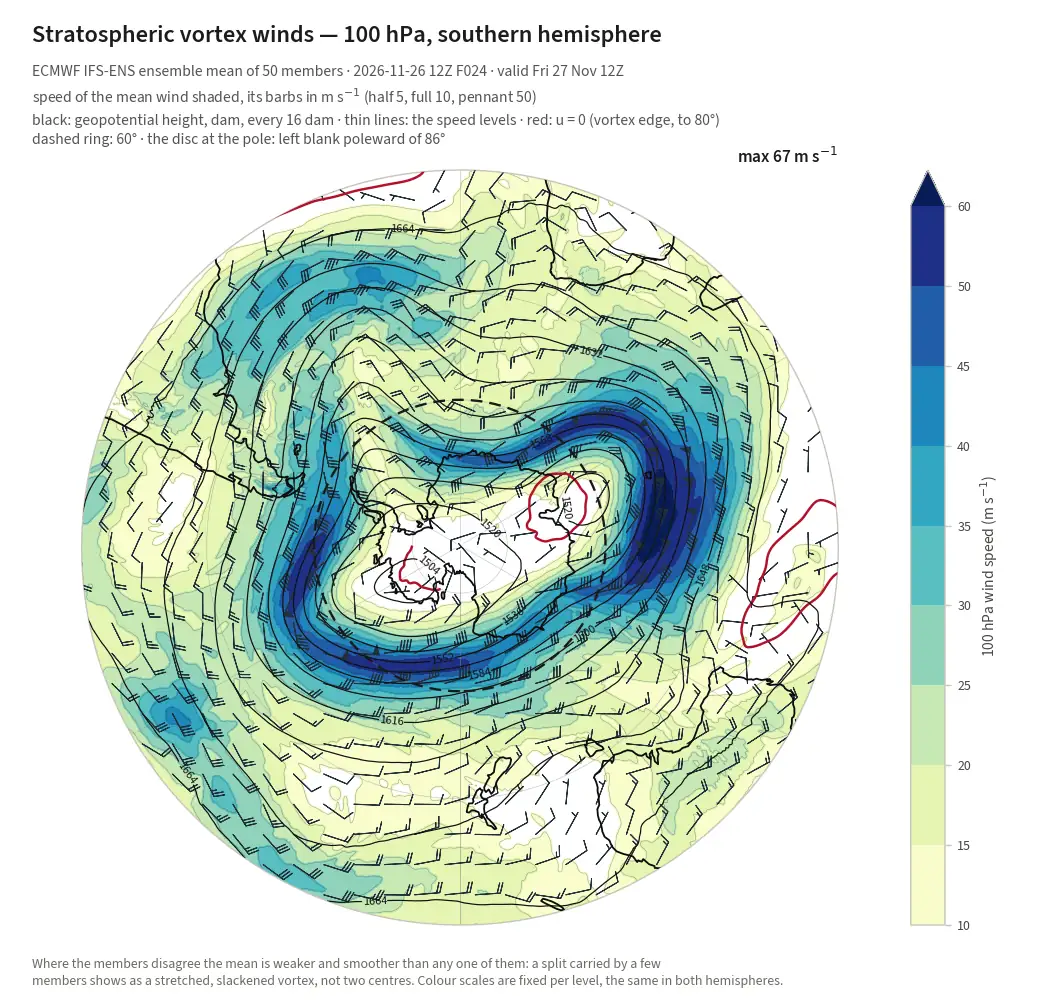 Stratospheric vortex winds — 100 hPa, southern hemisphere
ECMWF IFS-ENS ensemble mean of 50 members · 2026-11-26 12Z F024 · valid Fri 27 Nov 12Z
speed of the mean wind shaded, its barbs in m s⁻¹ (half 5, full 10, pennant 50)
black: geopotential height, dam, every 16 dam · thin lines: the speed levels · red: u = 0 (vortex edge, to 80°)
dashed ring: 60° · the disc at the pole: left blank poleward of 86°
max 67 m s⁻¹
1664
1632
1520
1520
1504
1648
1536
1600
1552
1584
1616
1664
1664
60
50
45
40
35
30
25
20
15
10
100 hPa wind speed (m s⁻¹)
Where the members disagree the mean is weaker and smoother than any one of them: a split carried by a few
members shows as a stretched, slackened vortex, not two centres. Colour scales are fixed per level, the same in both hemispheres.